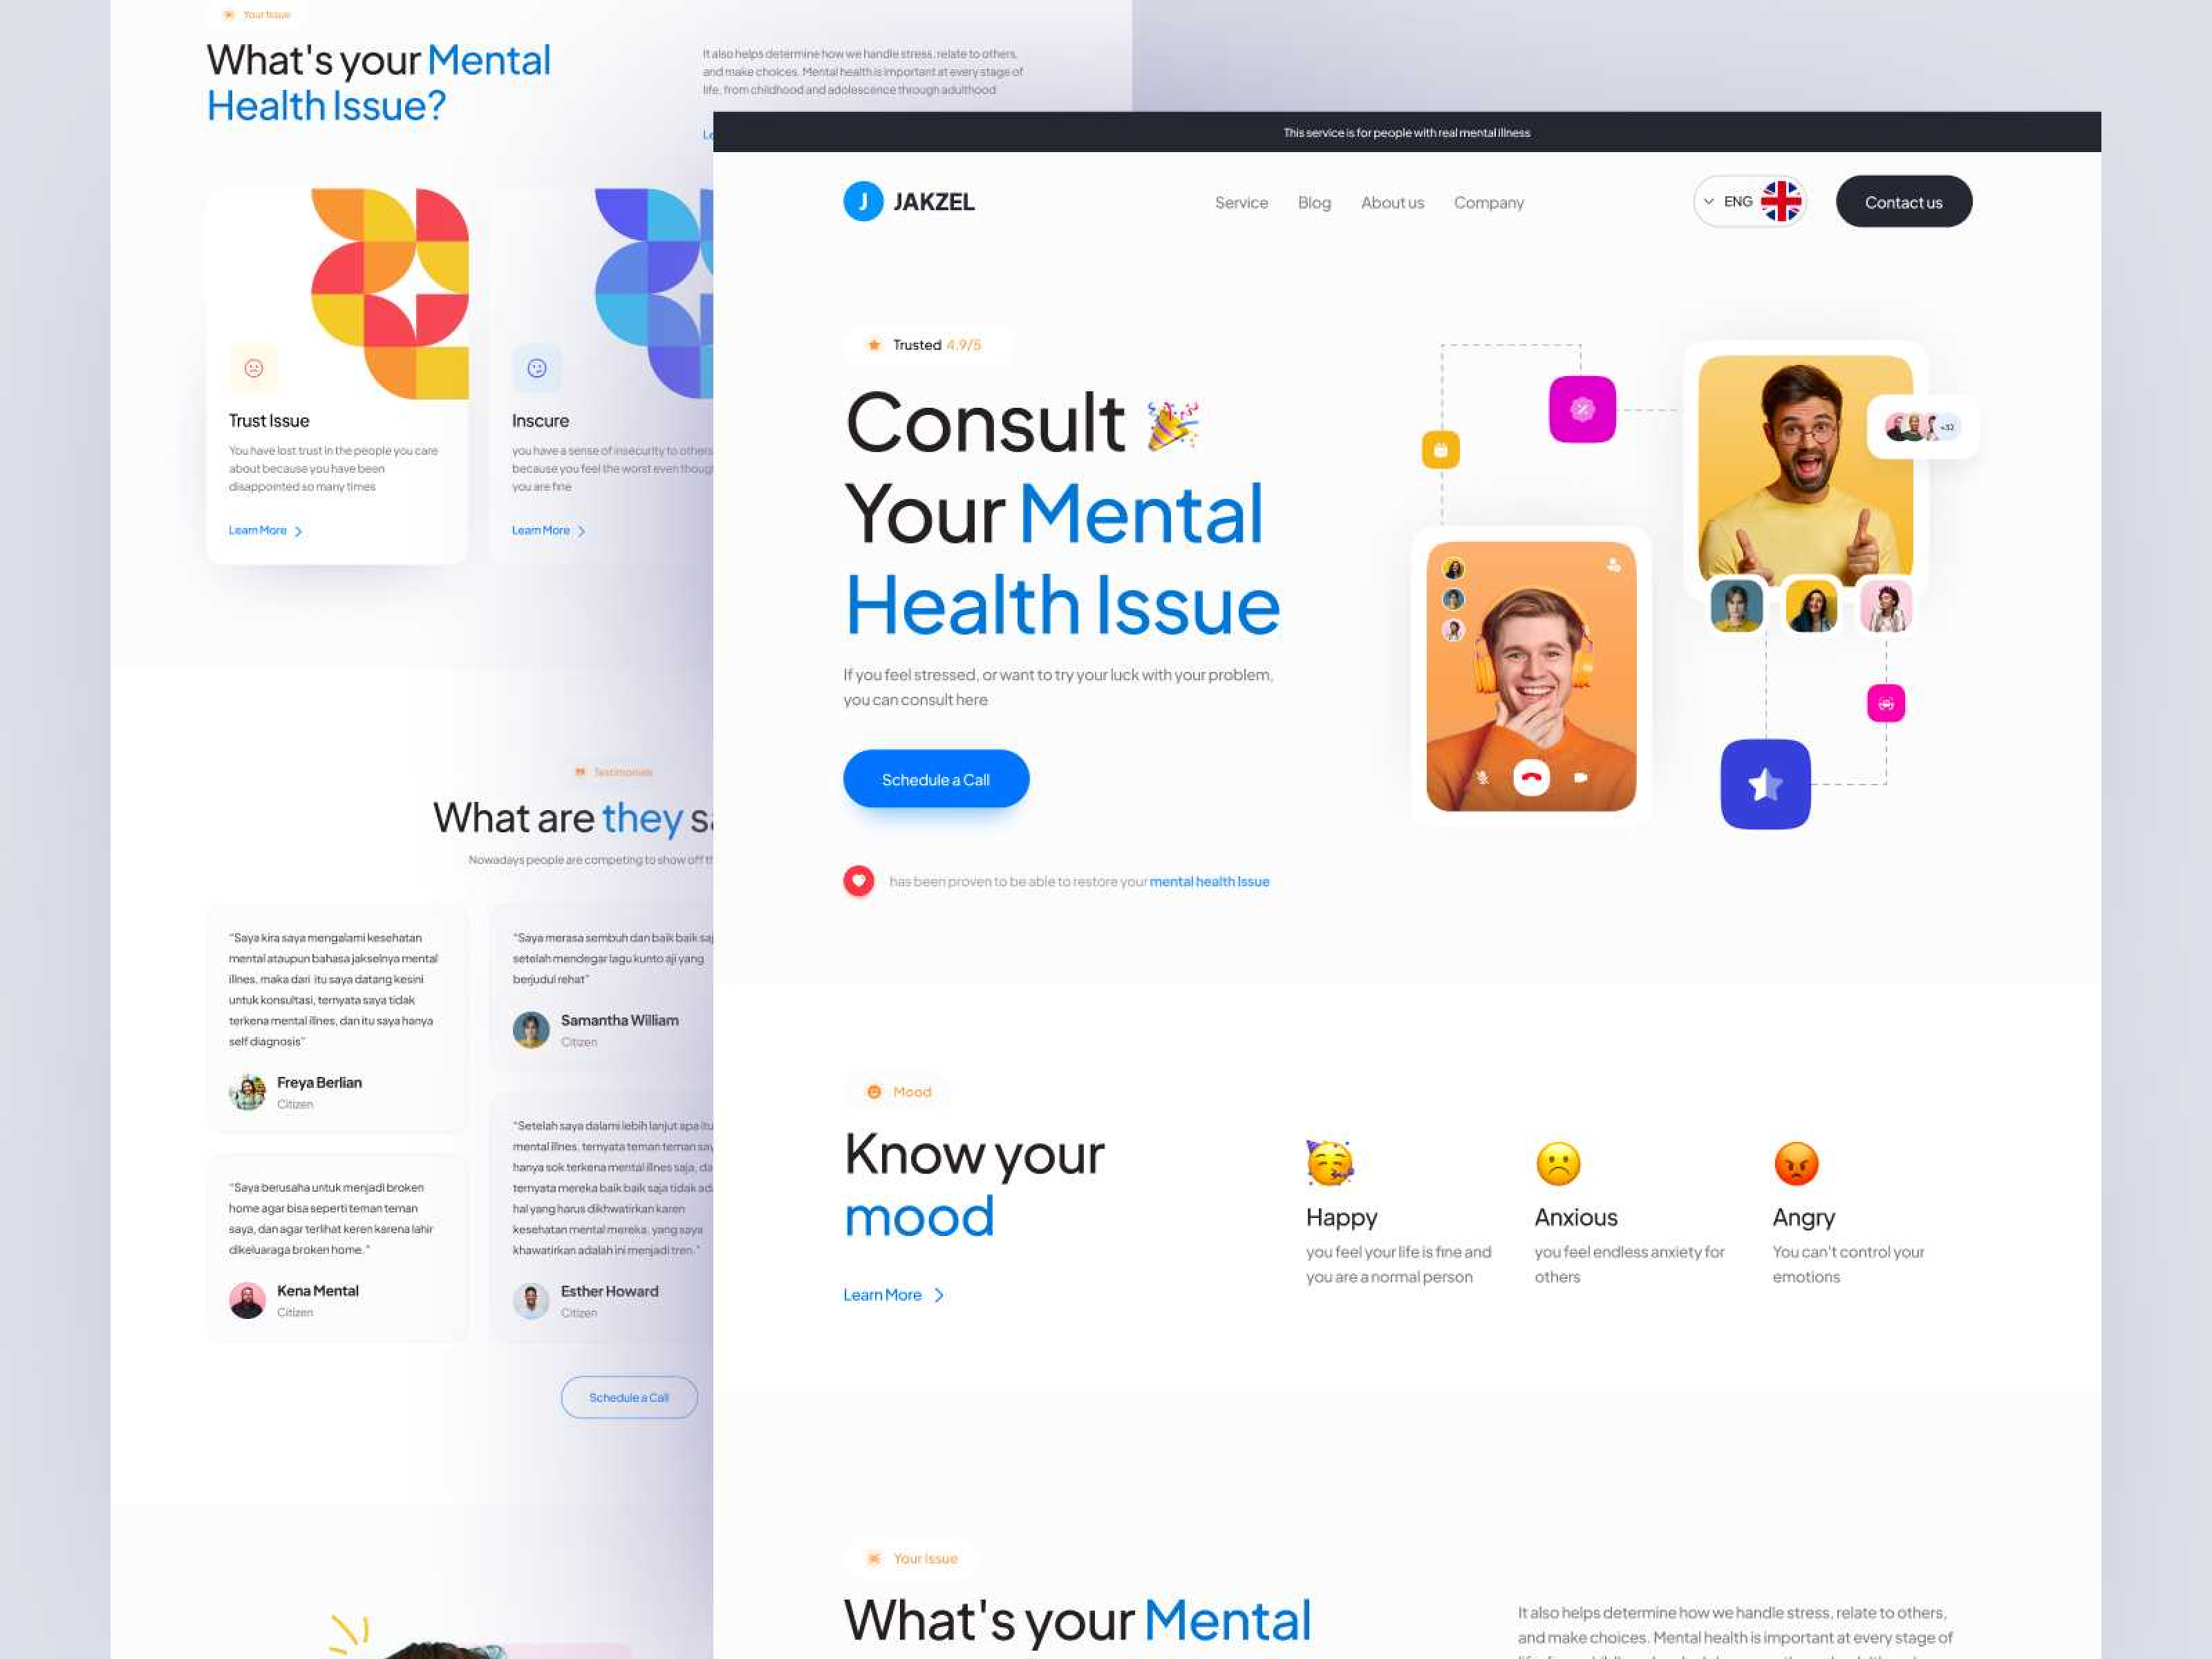 Your Issue
What's your Mental
Health Issue?
It also helps determine how we handle stress, relate to others,
and make choices. Mental health is important at every stage of
life, from childhood and adolescence through adulthood
Trust Issue
You have lost trust in the people you care
about because you have been
disappointed so many times
Learn More
Inscure
you have a sense of insecurity to others
because you feel the worst even
you are fine
Learn More
Testimonials
What are they
Nowadays people are competing to show off
"Saya kira saya mengalami kesehatan
mental ataupun bahasa jakselnya mental
illnes, maka dari itu saya datang kesini
untuk konsultasi, ternyata saya tidak
terkena mental illnes, dan itu saya hanya
self diagnosis"
Freya Berlian
Citizen
"Saya berusaha untuk menjadi broken
home agar bisa seperti teman teman
saya, dan agar terlihat keren karena lahir
dikeluaraga broken home."
Kena Mental
Citizen
"Saya merasa sembuh dan baik baik
setelah mendegar lagu kunto aji yang
berjudul rehat"
Samantha William
Citizen
"Setelah saya dalami lebih lanjut apa itu
mental illnes, ternyata teman teman
hanya sok terkena mental illnes saja,
ternyata mereka baik baik saja tidak
hal yang harus dikhwatirkan karen
kesehatan mental mereka, yang saya
khawatirkan adalah ini menjadi tren."
Esther Howard
Citizen
Schedule a Call
This service is for people with real mental illness
J JAKZEL
Service Blog About us Company
ENG
Contact us
Trusted 4.9/5
Consult
Your Mental
Health Issue
If you feel stressed, or want to try your luck with your problem,
you can consult here
Schedule a Call
has been proven to be able to restore your mental health Issue
+32
Mood
Know your
mood
Learn More
Happy
you feel your life is fine and
you are a normal person
Anxious
you feel endless anxiety for
others
Angry
You can't control your
emotions
Your Issue
What's your Mental
It also helps determine how we handle stress, relate to others,
and make choices. Mental health is important at every stage of